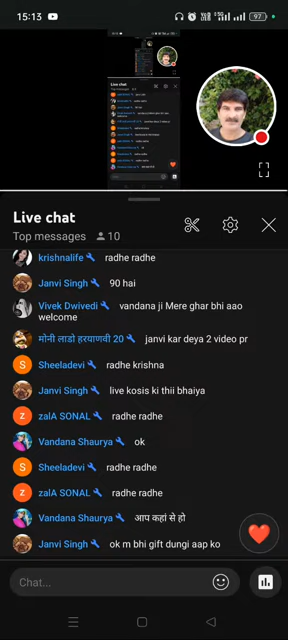 15:13
97
Live chat
Top messages 10
krishnalife radhe radhe
Janvi Singh 90 hai
Vivek Dwivedi vandana ji Mere ghar bhi aao
welcome
मोनी लाडो हरयाणवी 20 janvi kar deya 2 video pr
S Sheeladevi radhe krishna
Janvi Singh live kosis ki thii bhaiya
z zalA SONAL radhe radhe
Vandana Shaurya ok
S Sheeladevi radhe radhe
z zalA SONAL radhe radhe
Vandana Shaurya आप कहां से हो
Janvi Singh ok m bhi gift dungi aap ko
Chat...